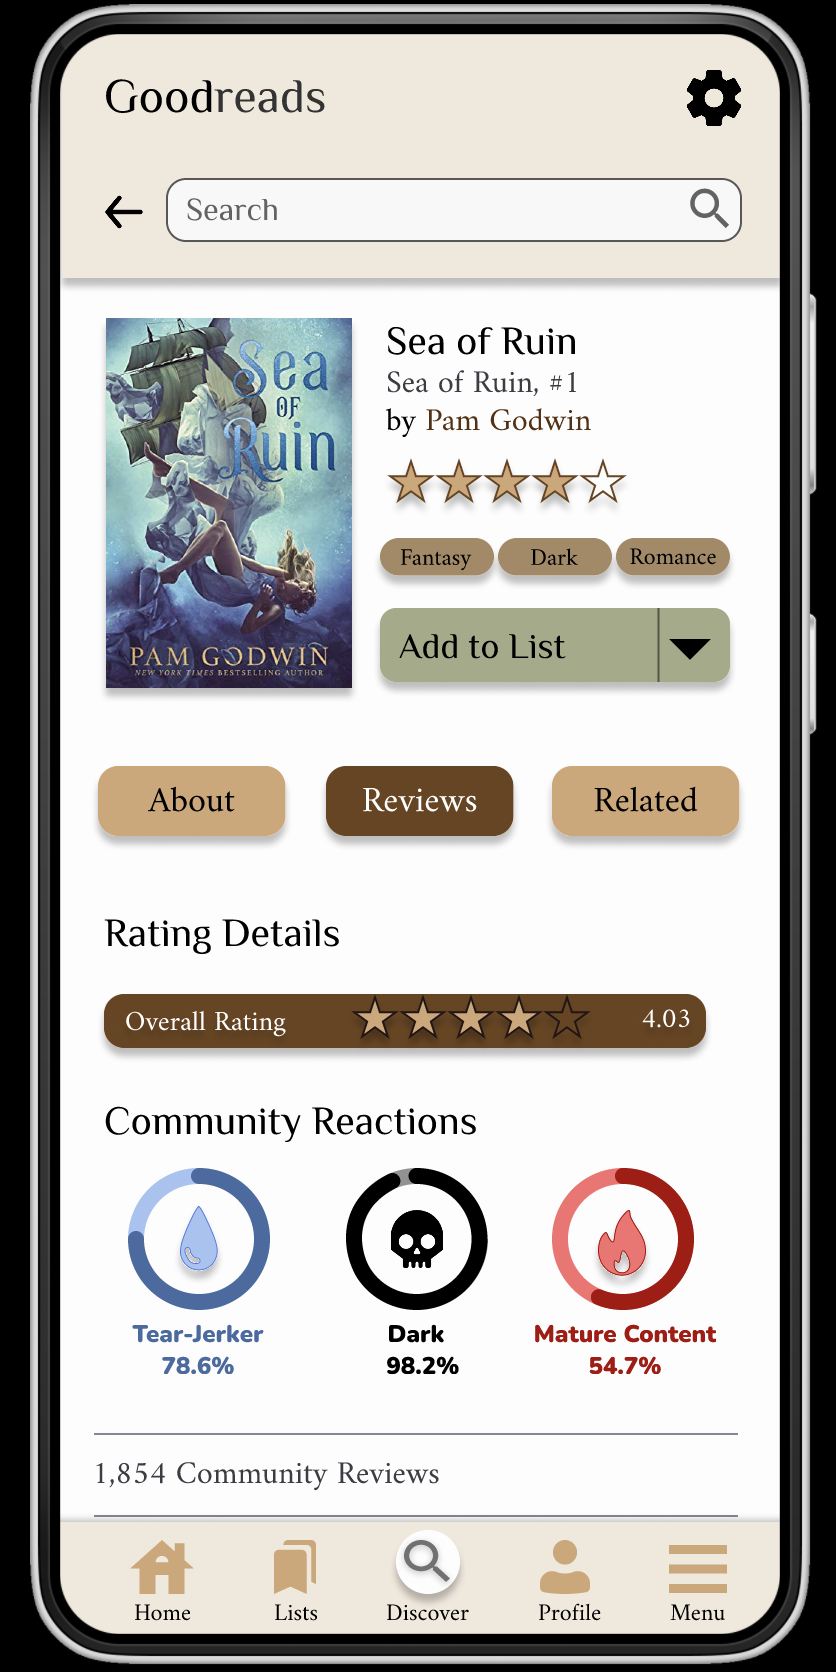 Goodreads
Search
Sea
OF
Ruin
PAM GODWIN
NEW YORK TIMES BESTSELLING AUTHOR
Sea of Ruin
Sea of Ruin, #1
by Pam Godwin
Fantasy Dark Romance
Add to List
About Reviews Related
Rating Details
Overall Rating 4.03
Community Reactions
Tear-Jerker Dark Mature Content
78.6% 98.2% 54.7%
1,854 Community Reviews
Home Lists Discover Profile Menu